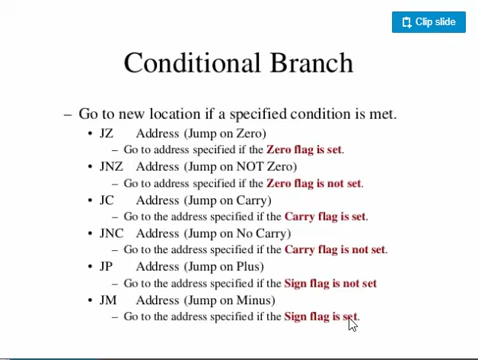 Clip slide
Conditional Branch
– Go to new location if a specified condition is met.
• JZ Address (Jump on Zero)
– Go to address specified if the Zero flag is set.
• JNZ Address (Jump on NOT Zero)
– Go to address specified if the Zero flag is not set.
• JC Address (Jump on Carry)
– Go to the address specified if the Carry flag is set.
• JNC Address (Jump on No Carry)
– Go to the address specified if the Carry flag is not set.
• JP Address (Jump on Plus)
– Go to the address specified if the Sign flag is not set
• JM Address (Jump on Minus)
– Go to the address specified if the Sign flag is set.